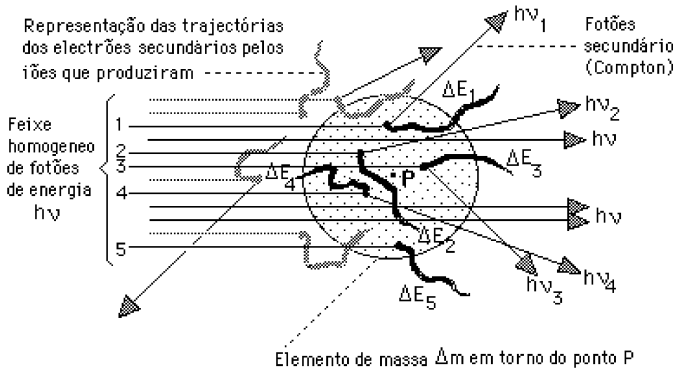 Representação das trajectórias
dos electrões secundários pelos
iões que produziram
hν1
Fotões
secundário
(Compton)
Feixe
homogeneo
de fotões
de energia
hν
1
2
3
4
5
ΔE1
hν2
hν
ΔE3
P
ΔE4
hν
ΔE2
hν3
hν4
ΔE5
Elemento de massa Δm em torno do ponto P